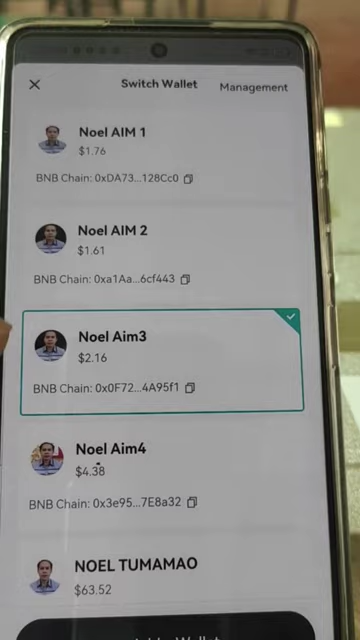 Switch Wallet
Management
Noel AIM 1
$1.76
BNB Chain: 0xDA73...128Cc0
Noel AIM 2
$1.61
BNB Chain: 0xa1Aa...6cf443
Noel Aim3
$2.16
BNB Chain: 0x0F72...4A95f1
Noel Aim4
$4.38
BNB Chain: 0x3e95...7E8a32
NOEL TUMAMAO
$63.52
Wallet